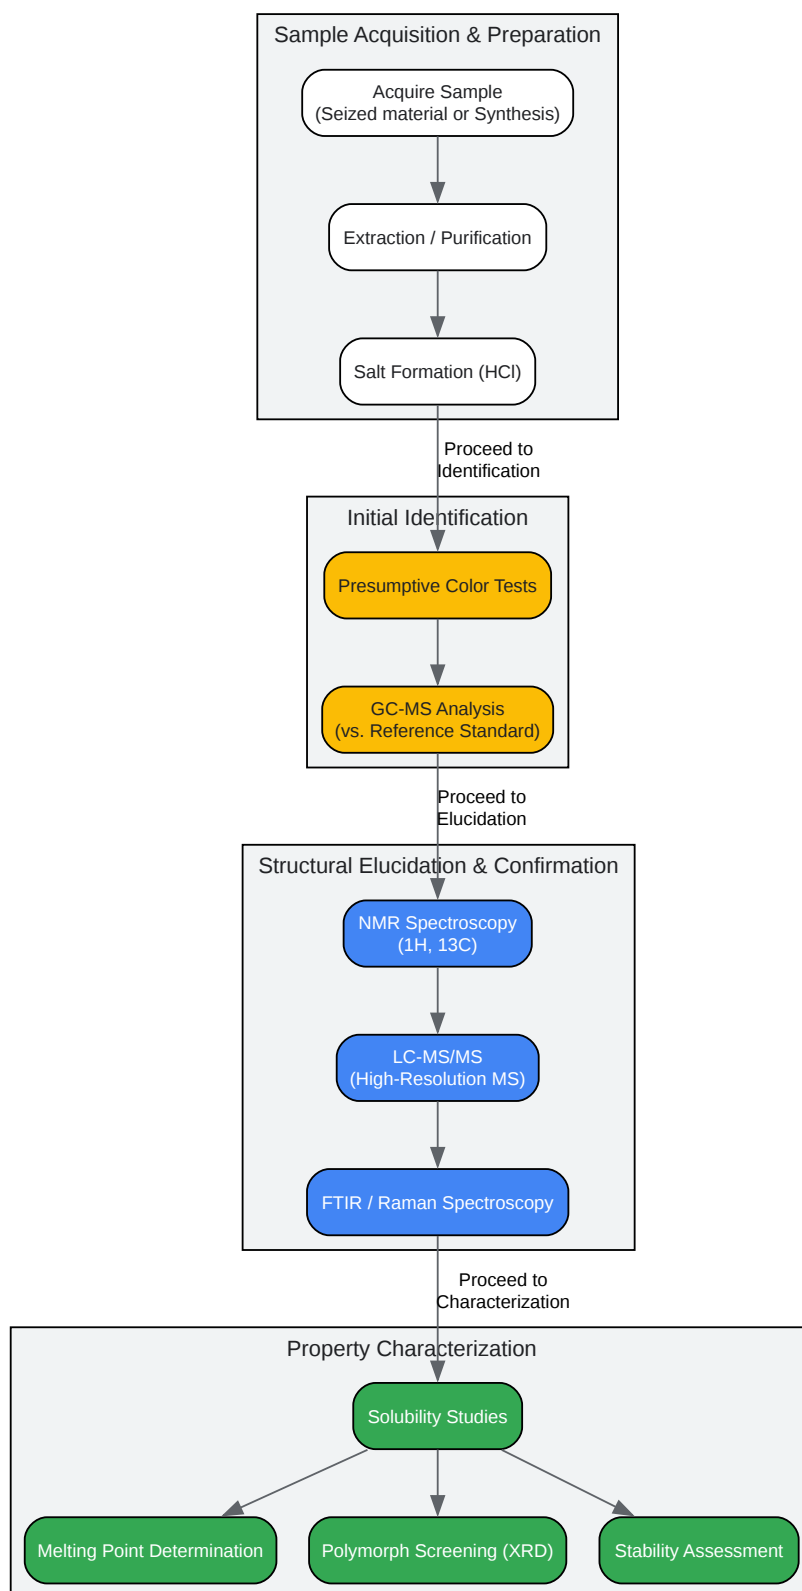 Sample Acquisition & Preparation
Acquire Sample
(Seized material or Synthesis)
Extraction / Purification
Salt Formation (HCl)
Proceed to
Identification
Initial Identification
Presumptive Color Tests
GC-MS Analysis
(vs. Reference Standard)
Proceed to
Elucidation
Structural Elucidation & Confirmation
NMR Spectroscopy
(1H, 13C)
LC-MS/MS
(High-Resolution MS)
FTIR / Raman Spectroscopy
Proceed to
Characterization
Property Characterization
Solubility Studies
Melting Point Determination
Polymorph Screening (XRD)
Stability Assessment